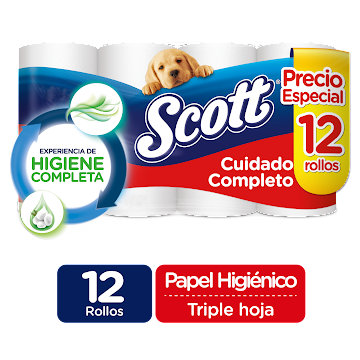 Scott
Precio
Especial
12
rollos
EXPERIENCIA DE
HIGIENE
COMPLETA
Cuidado
Completo
12
Rollos
Papel Higiénico
Triple hoja